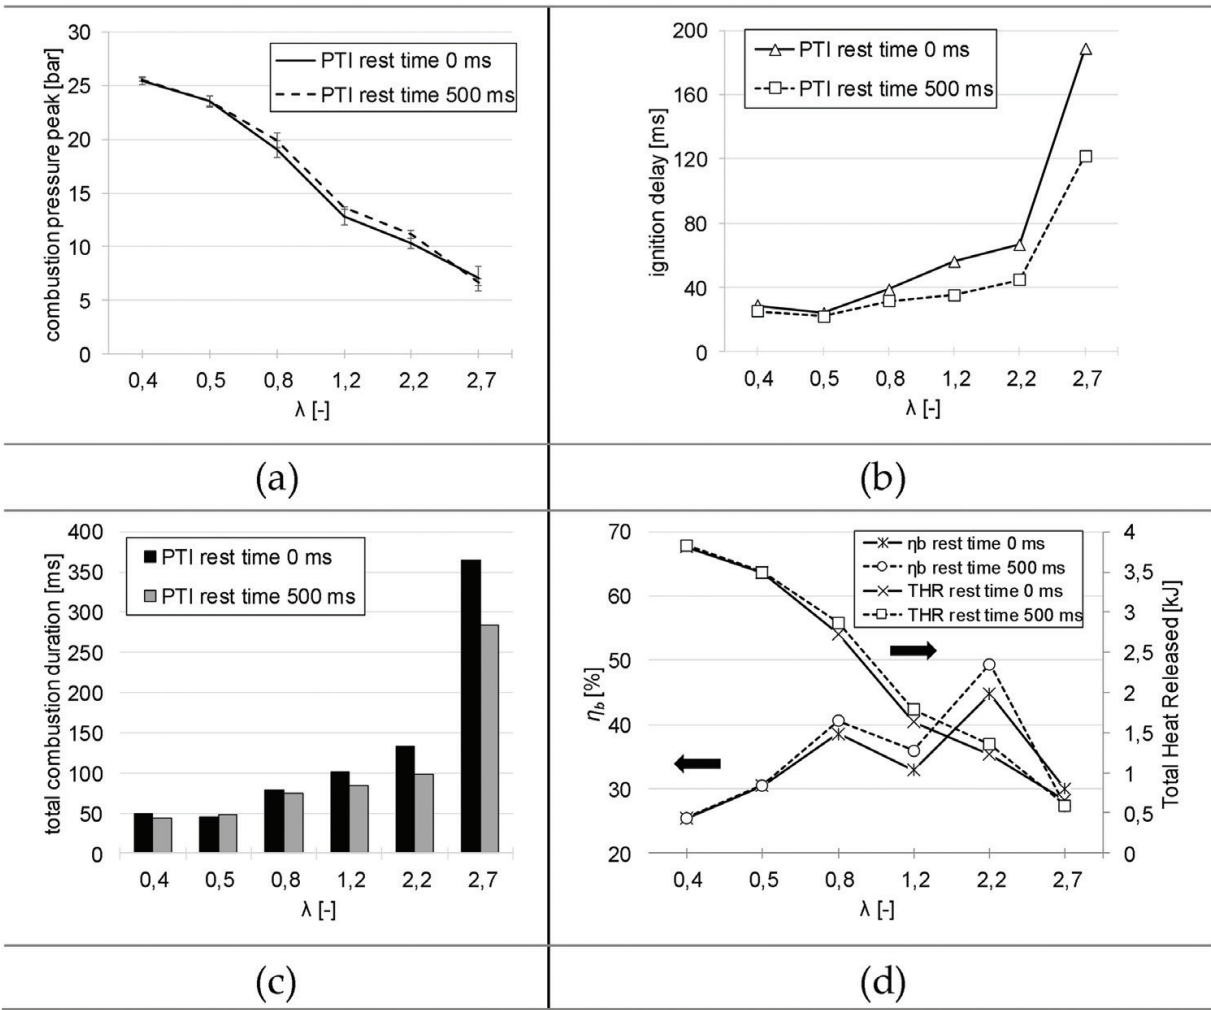 30
25
20
15
10
5
0
combustion pressure peak [bar]
PTI rest time 0 ms
PTI rest time 500 ms
0,4 0,5 0,8 1,2 2,2 2,7
λ [-]
(a)
200
160
120
80
40
0
ignition delay [ms]
PTI rest time 0 ms
PTI rest time 500 ms
0,4 0,5 0,8 1,2 2,2 2,7
λ [-]
(b)
400
350
300
250
200
150
100
50
0
total combustion duration [ms]
PTI rest time 0 ms
PTI rest time 500 ms
0,4 0,5 0,8 1,2 2,2 2,7
λ [-]
(c)
70
60
50
40
30
20
ηb [%]
ηb rest time 0 ms
ηb rest time 500 ms
THR rest time 0 ms
THR rest time 500 ms
4
3,5
3
2,5
2
1,5
1
0,5
0
Total Heat Released [kJ]
0,4 0,5 0,8 1,2 2,2 2,7
λ [-]
(d)